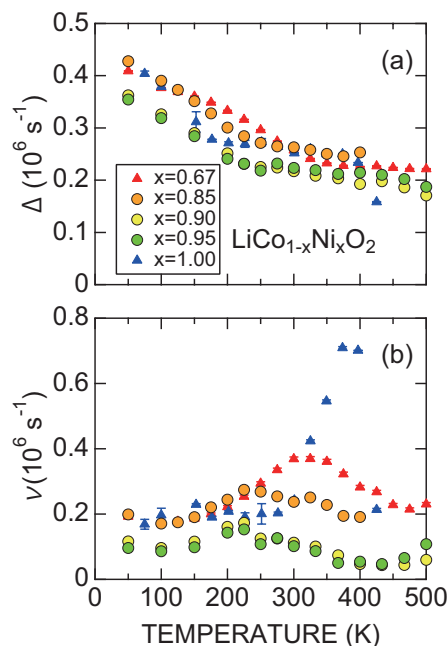 0.5
(a)
0.4
0.3
0.2
0.1
0
Δ (10⁶ s⁻¹)
x=0.67
x=0.85
x=0.90
x=0.95
x=1.00
LiCo₁₋ₓNiₓO₂
(b)
0.8
0.6
0.4
0.2
0
ν(10⁶ s⁻¹)
0 100 200 300 400 500
TEMPERATURE (K)